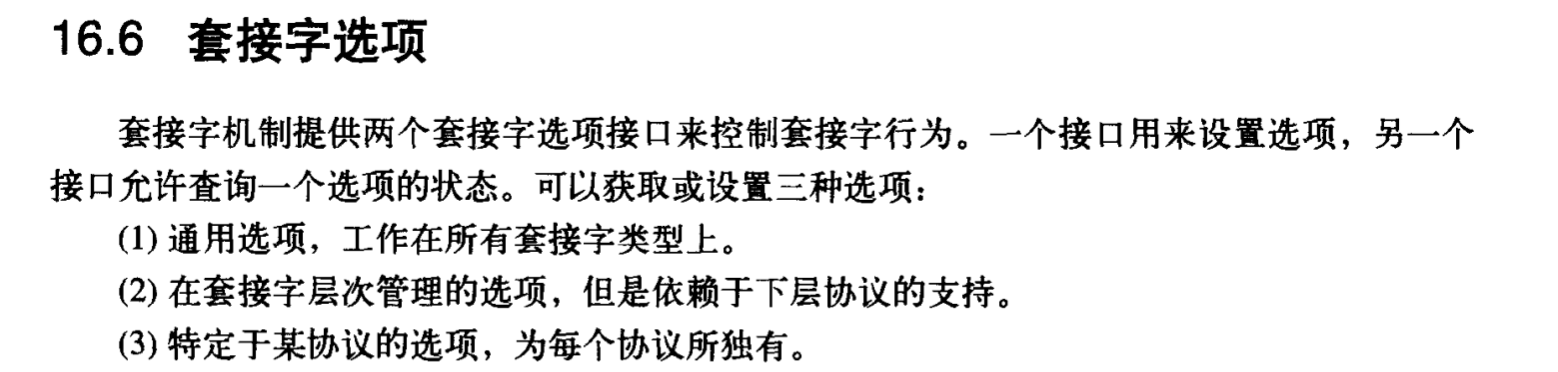 16.6 套接字选项
套接字机制提供两个套接字选项接口来控制套接字行为。一个接口用来设置选项，另一个
接口允许查询一个选项的状态。可以获取或设置三种选项：
(1) 通用选项，工作在所有套接字类型上。
(2) 在套接字层次管理的选项，但是依赖于下层协议的支持。
(3) 特定于某协议的选项，为每个协议所独有。